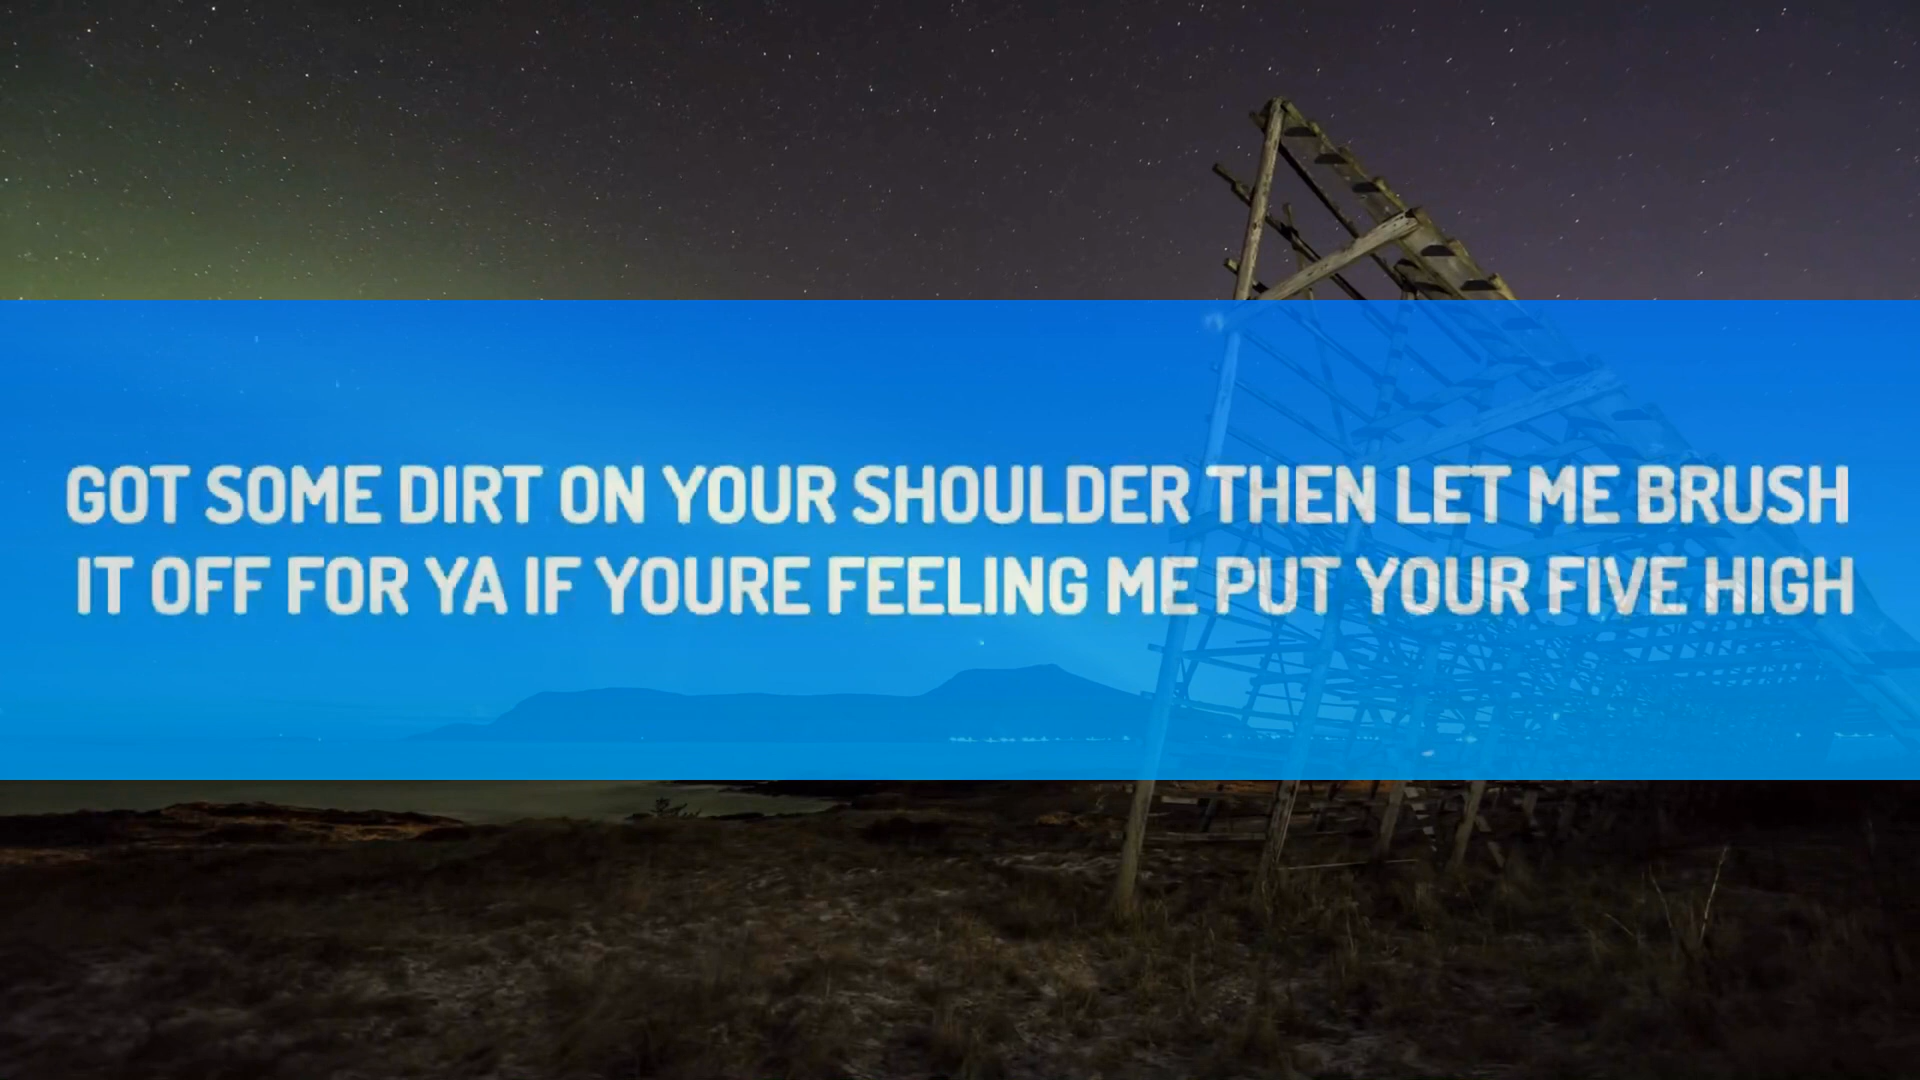 GOT SOME DIRT ON YOUR SHOULDER THEN LET ME BRUSH
IT OFF FOR YA IF YOURE FEELING ME PUT YOUR FIVE HIGH